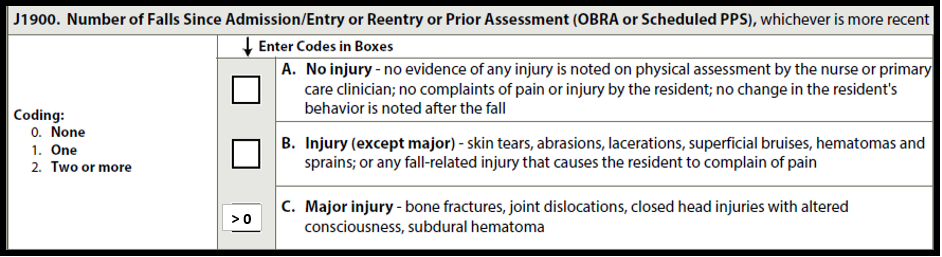 J1900. Number of Falls Since Admission/Entry or Reentry or Prior Assessment (OBRA or Scheduled PPS), whichever is more recent
↓ Enter Codes in Boxes
Coding:
0. None
1. One
2. Two or more
A. No injury - no evidence of any injury is noted on physical assessment by the nurse or primary
care clinician; no complaints of pain or injury by the resident; no change in the resident's
behavior is noted after the fall
B. Injury (except major) - skin tears, abrasions, lacerations, superficial bruises, hematomas and
sprains; or any fall-related injury that causes the resident to complain of pain
> 0
C. Major injury - bone fractures, joint dislocations, closed head injuries with altered
consciousness, subdural hematoma